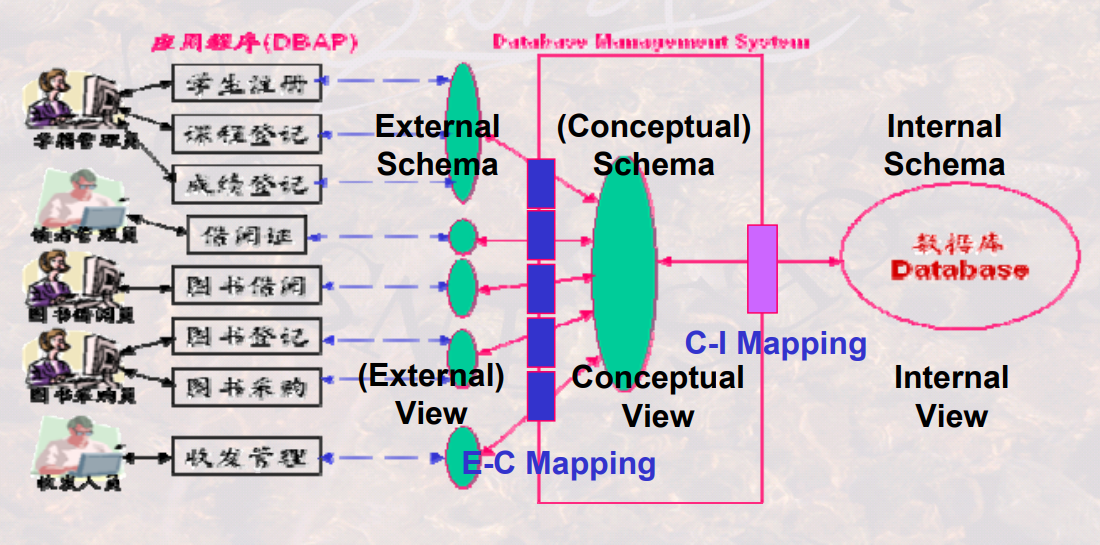 应用程序(DBAP)
Database Management System
学生注册
课程登记
学籍管理员
成绩登记
借阅证
读者管理员
图书借阅
图书借阅员
图书登记
图书采购
图书采购员
收发管理
收发人员
External
Schema
(Conceptual)
Schema
Internal
Schema
数据库
Database
C-I Mapping
(External)
View
Conceptual
View
Internal
View
E-C Mapping